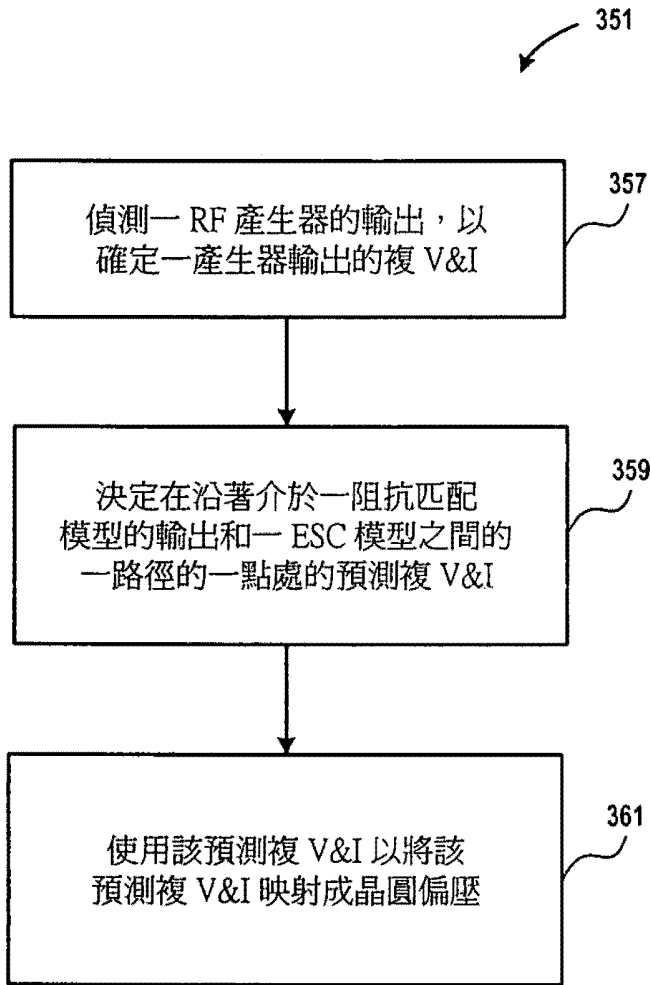 351
偵測一 RF 產生器的輸出，以
確定一產生器輸出的複 V&I
357
決定在沿著介於一阻抗匹配
模型的輸出和一 ESC 模型之間的
一路徑的一點處的預測複 V&I
359
使用該預測複 V&I 以將該
預測複 V&I 映射成晶圓偏壓
361